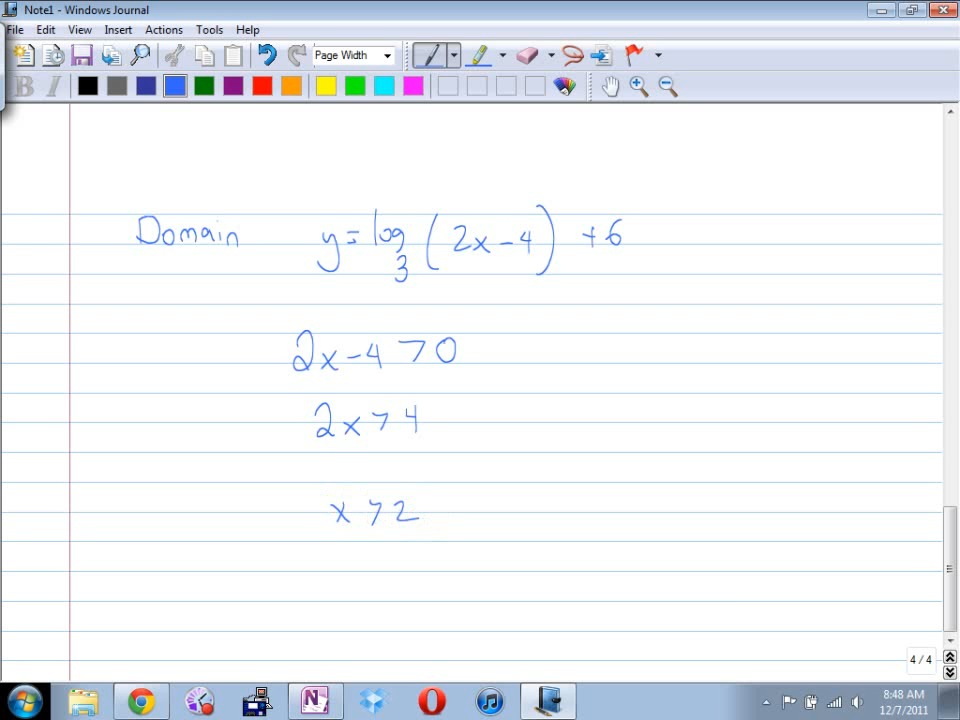 Note1 - Windows Journal
File Edit View Insert Actions Tools Help
Page Width
B I
Domain y = log₃ (2x - 4) + 6
2x - 4 > 0
2x > 4
x > 2
4 / 4
8:48 AM
12/7/2011